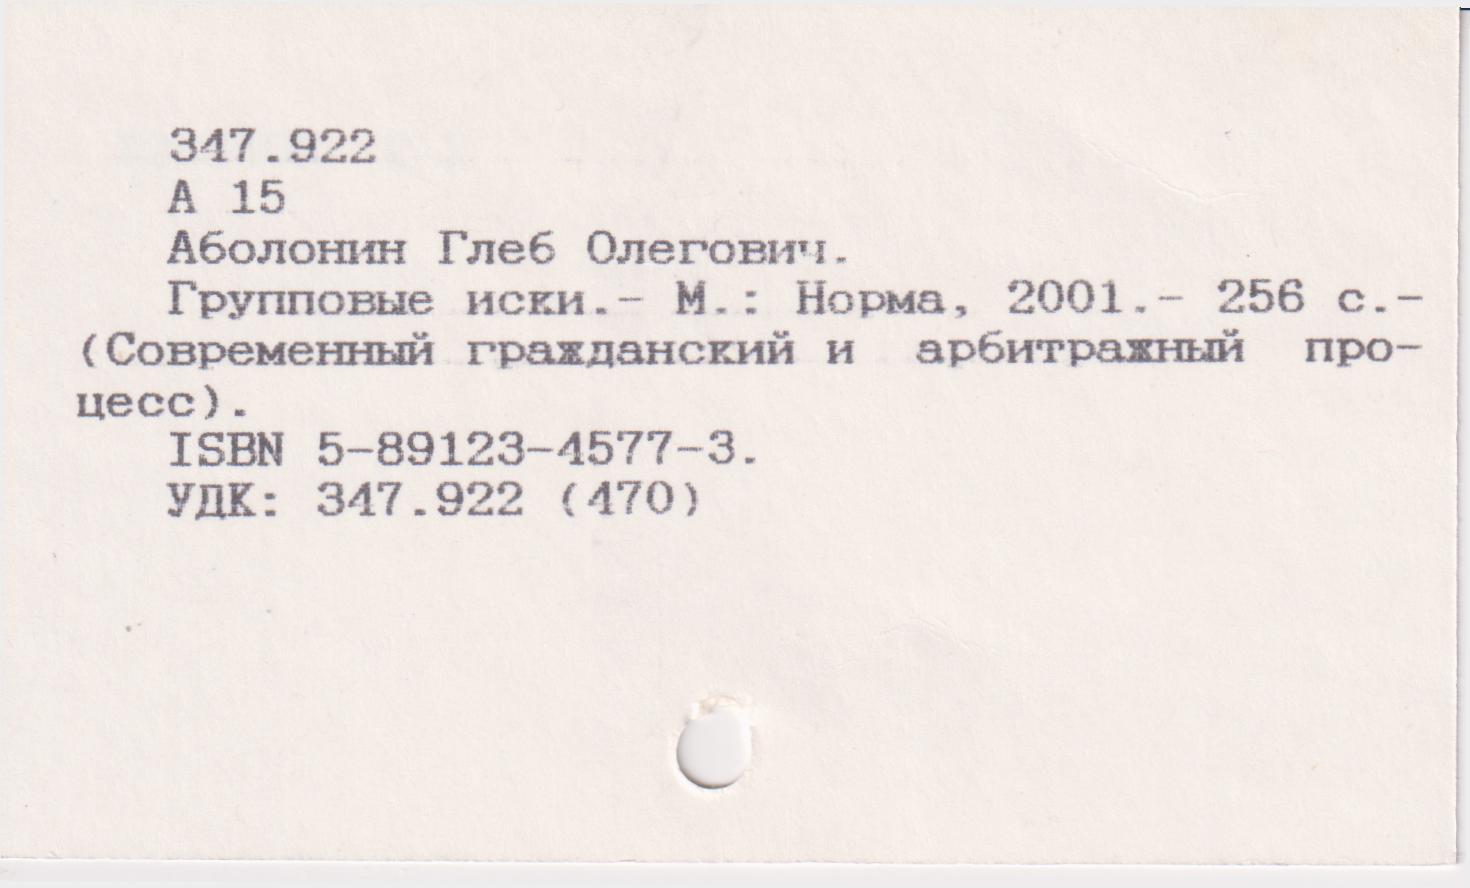 347.922
А 15
Аболонин Глеб Олегович.
Групповые иски.- М.: Норма, 2001.- 256 с.-
(Современный гражданский и арбитражный про-
цесс).
ISBN 5-89123-4577-3.
УДК: 347.922 (470)